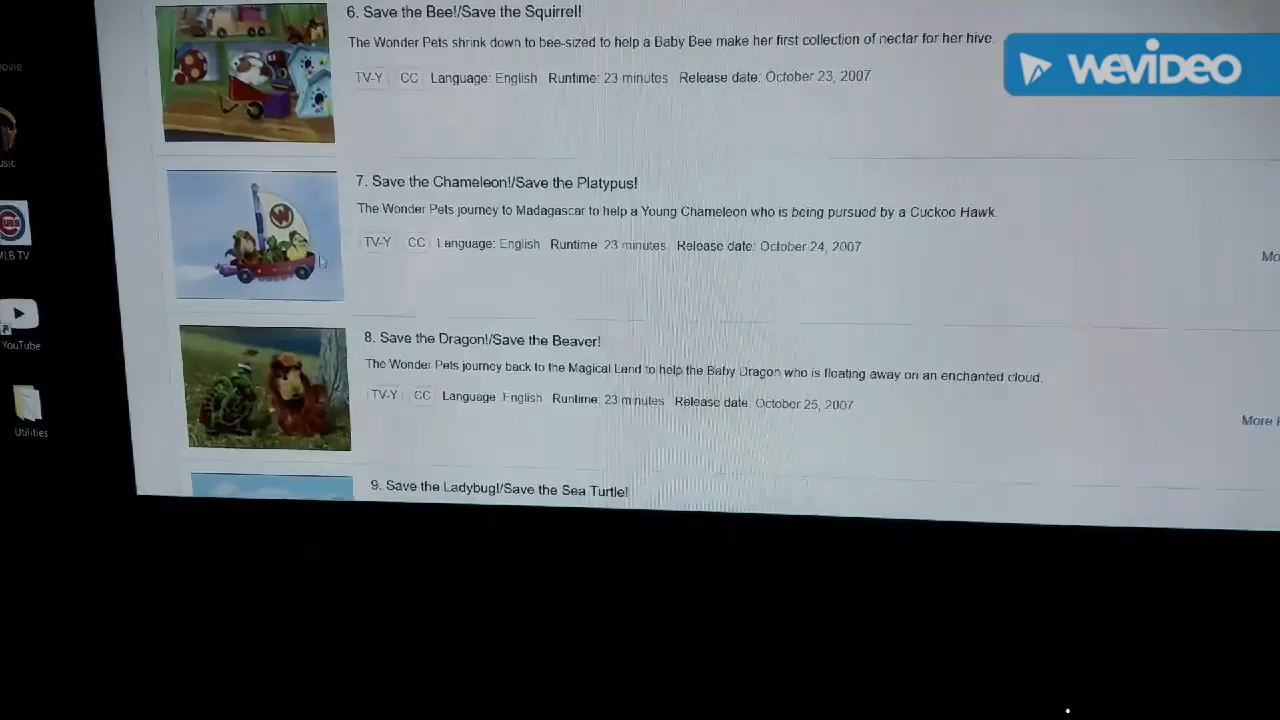 6. Save the Bee!/Save the Squirrel!
The Wonder Pets shrink down to bee-sized to help a Baby Bee make her first collection of nectar for her hive.
TV-Y CC Language: English Runtime: 23 minutes Release date: October 23, 2007
WEVIDEO
ovie
usic
7. Save the Chameleon!/Save the Platypus!
The Wonder Pets journey to Madagascar to help a Young Chameleon who is being pursued by a Cuckoo Hawk.
TV-Y CC Language: English Runtime: 23 minutes Release date: October 24, 2007
W
CUBS
MLB TV
Mo
YouTube
8. Save the Dragon!/Save the Beaver!
The Wonder Pets journey back to the Magical Land to help the Baby Dragon who is floating away on an enchanted cloud.
TV-Y CC Language: English Runtime: 23 minutes Release date: October 25, 2007
More
Utilities
9. Save the Ladybug!/Save the Sea Turtle!